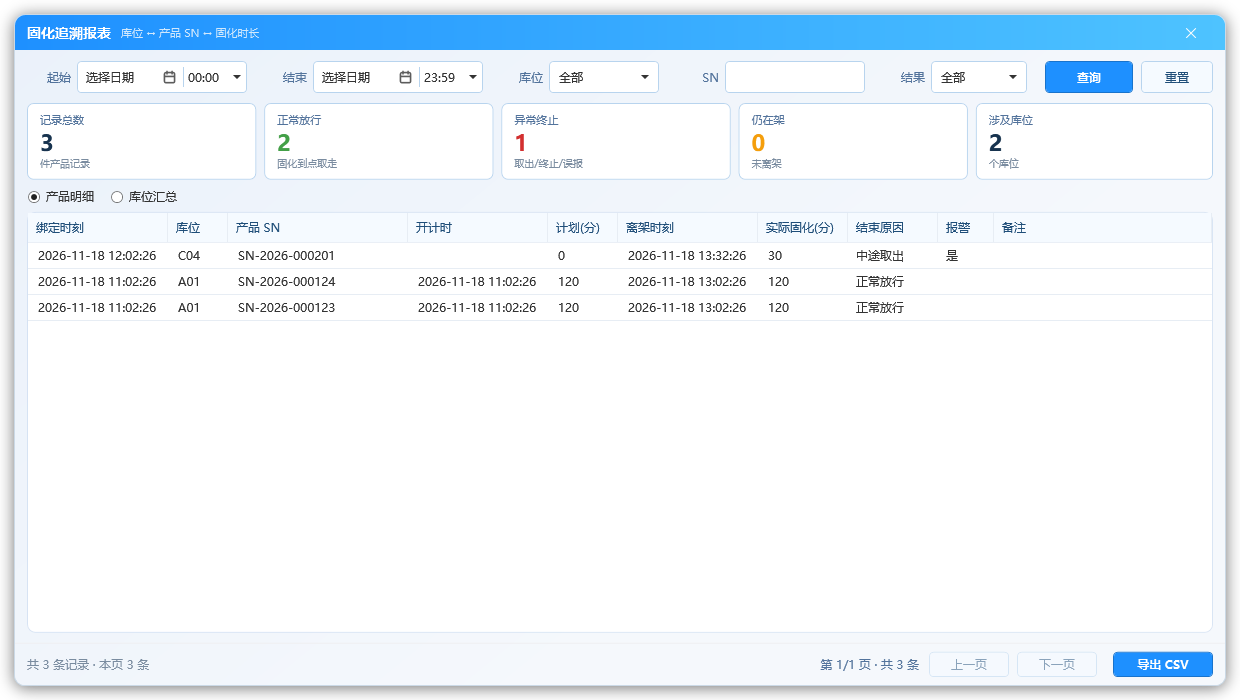 固化追溯报表 库位 ↔ 产品 SN ↔ 固化时长
起始 选择日期 00:00 结束 选择日期 23:59 库位 全部 SN 结果 全部 查询 重置
记录总数 正常放行 异常终止 仍在架 涉及库位
3 2 1 0 2
件产品记录 固化到点取走 取出/终止/误报 未离架 个库位
产品明细 库位汇总
绑定时刻 库位 产品 SN 开计时 计划(分) 离架时刻 实际固化(分) 结束原因 报警 备注
2026-11-18 12:02:26 C04 SN-2026-000201 0 2026-11-18 13:32:26 30 中途取出 是
2026-11-18 11:02:26 A01 SN-2026-000124 2026-11-18 11:02:26 120 2026-11-18 13:02:26 120 正常放行
2026-11-18 11:02:26 A01 SN-2026-000123 2026-11-18 11:02:26 120 2026-11-18 13:02:26 120 正常放行
共 3 条记录 · 本页 3 条 第 1/1 页 · 共 3 条 上一页 下一页 导出 CSV